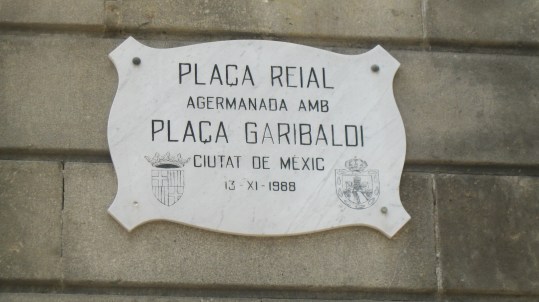 PLAÇA REIAL
AGERMANADA AMB
PLAÇA GARIBALDI
CIUTAT DE MÈXIC
13-XI-1988